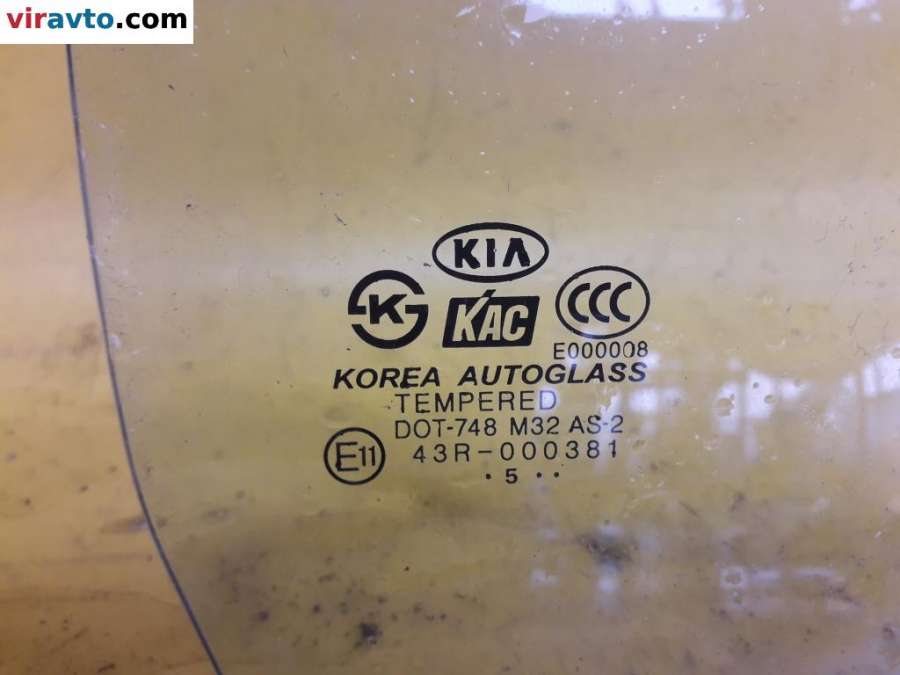 viravto.com
KIA
K
KAC
CCC
E000008
KOREA AUTOGLASS
TEMPERED
DOT-748 M32 AS-2
E11
43R-000381
. 5 . .